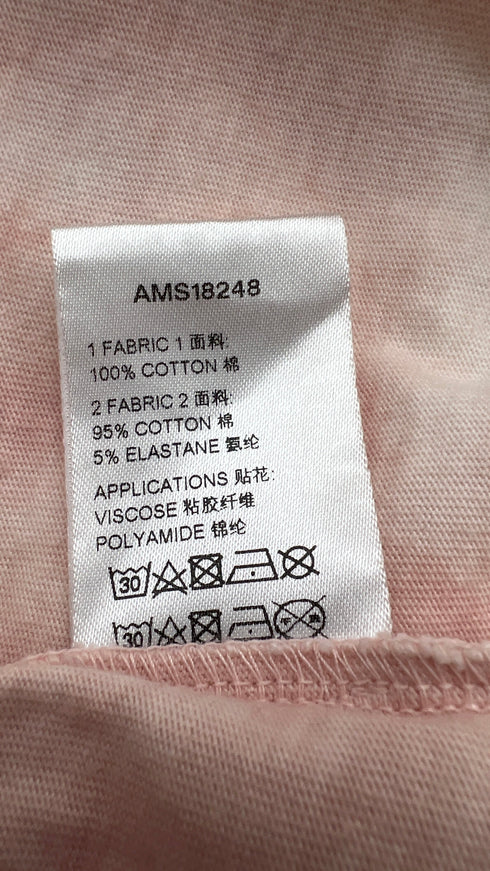 AMS18248
1 FABRIC 1 面料:
100% COTTON 棉
2 FABRIC 2 面料:
95% COTTON 棉
5% ELASTANE 氨纶
APPLICATIONS 贴花:
VISCOSE 粘胶纤维
POLYAMIDE 锦纶
30
30